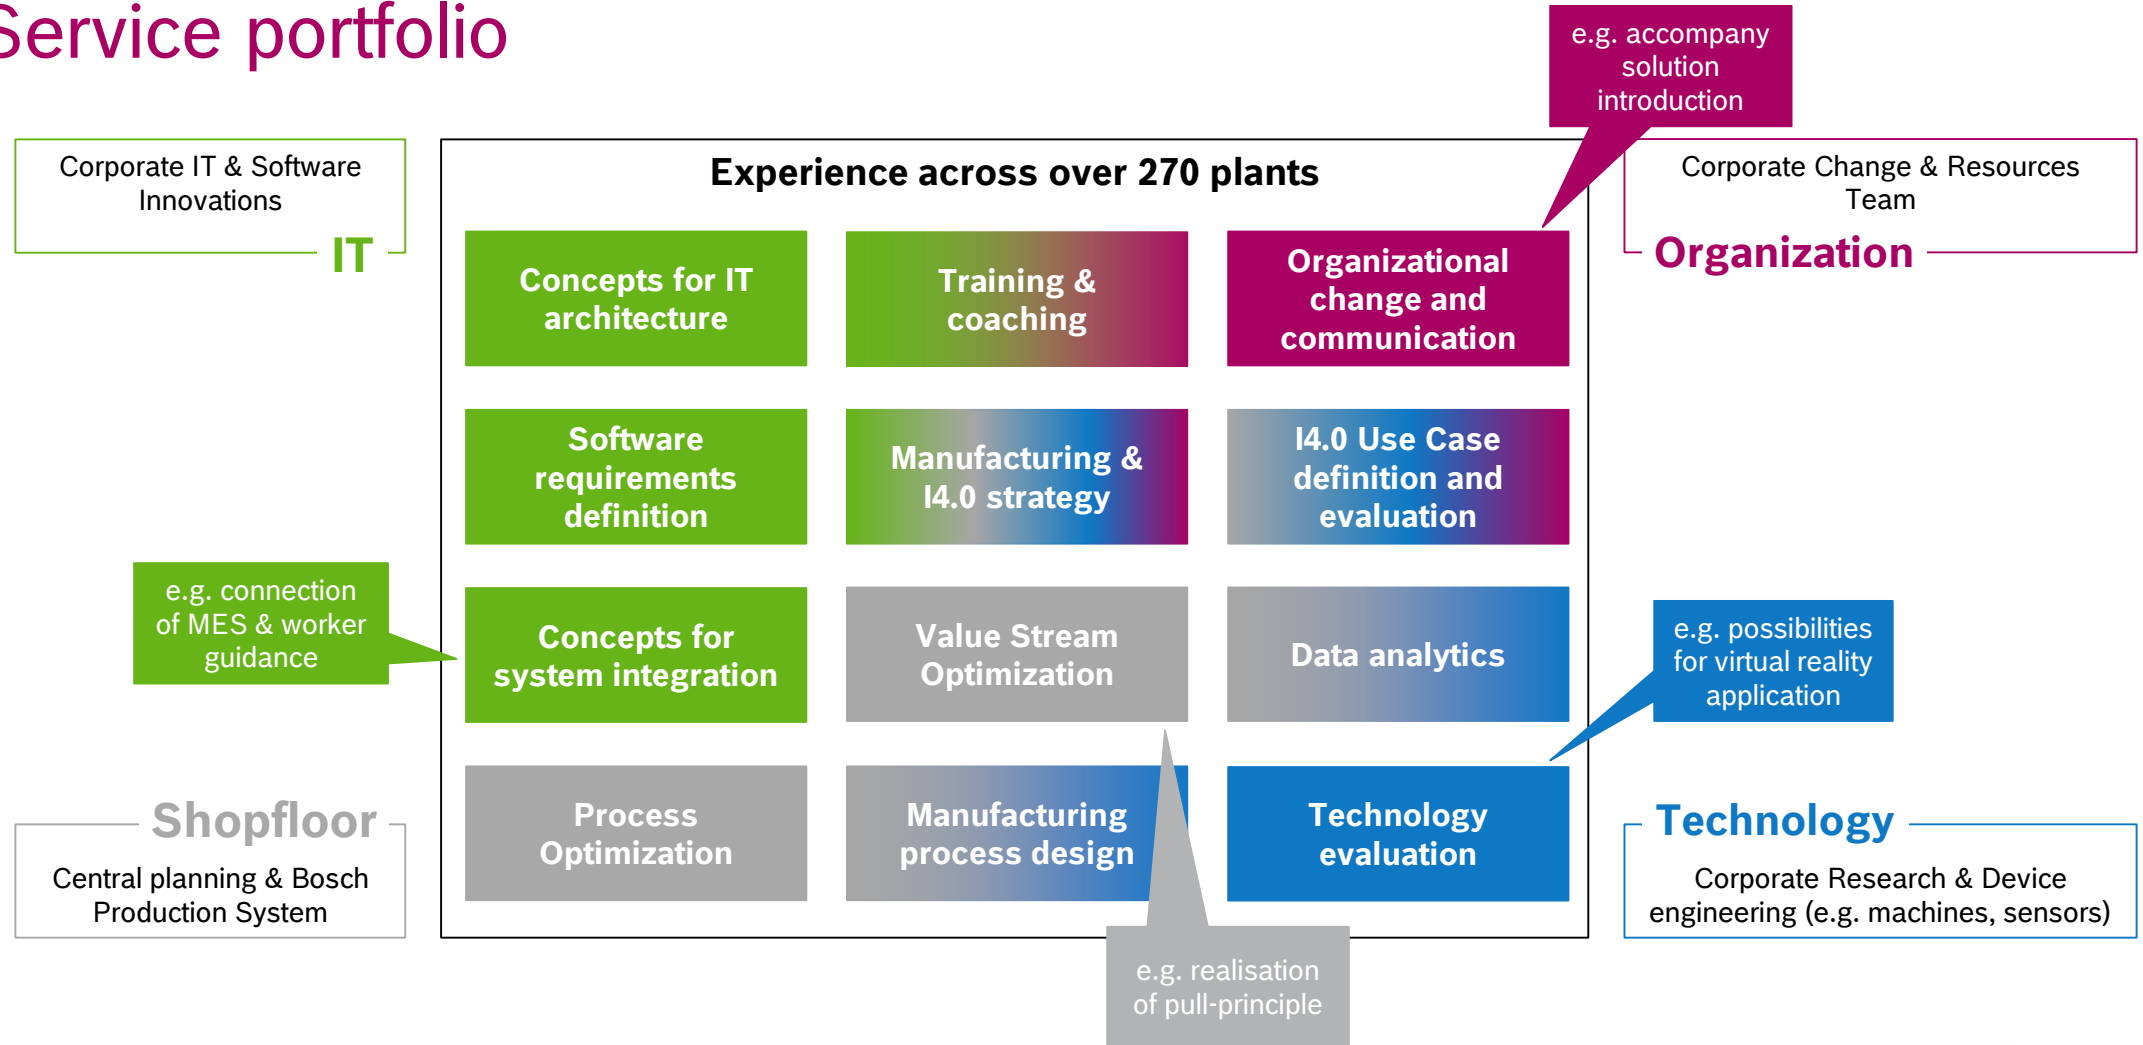 Service portfolio
e.g. accompany
solution
introduction
Corporate IT & Software
Innovations
IT
Experience across over 270 plants
Corporate Change & Resources
Team
Organization
Concepts for IT
architecture
Training &
coaching
Organizational
change and
communication
Software
requirements
definition
Manufacturing &
I4.0 strategy
I4.0 Use Case
definition and
evaluation
e.g. connection
of MES & worker
guidance
Concepts for
system integration
Value Stream
Optimization
Data analytics
e.g. possibilities
for virtual reality
application
Shopfloor
Central planning & Bosch
Production System
Process
Optimization
Manufacturing
process design
Technology
evaluation
Technology
Corporate Research & Device
engineering (e.g. machines, sensors)
e.g. realisation
of pull-principle